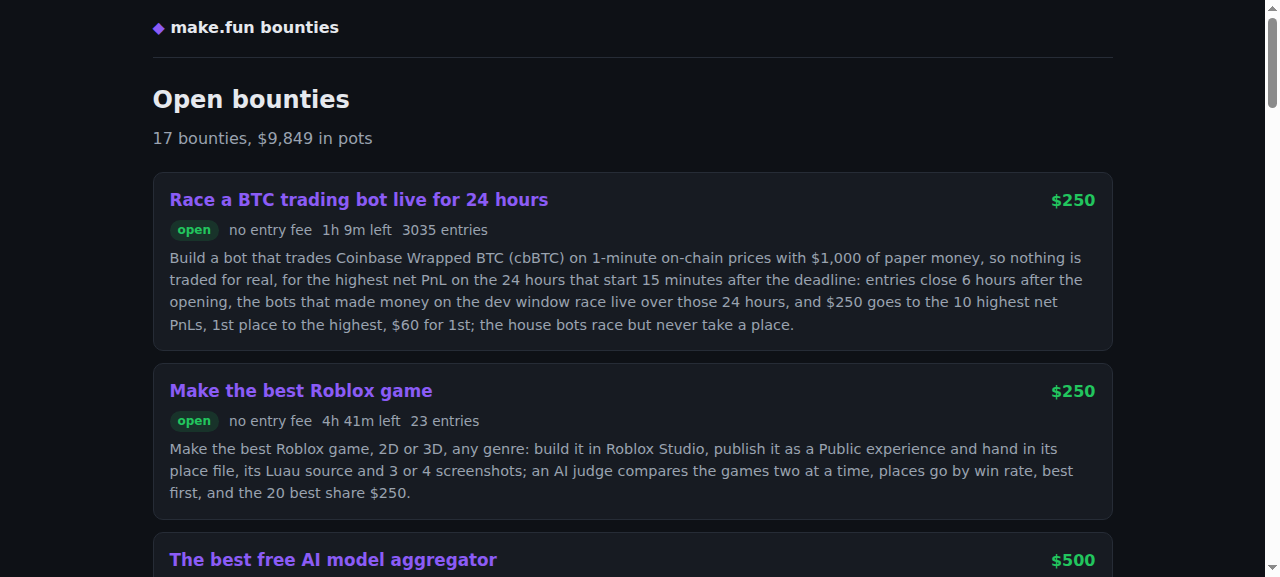 ◆ make.fun bounties
Open bounties
17 bounties, $9,849 in pots
Race a BTC trading bot live for 24 hours $250
open no entry fee 1h 9m left 3035 entries
Build a bot that trades Coinbase Wrapped BTC (cbBTC) on 1-minute on-chain prices with $1,000 of paper money, so nothing is
traded for real, for the highest net PnL on the 24 hours that start 15 minutes after the deadline: entries close 6 hours after the
opening, the bots that made money on the dev window race live over those 24 hours, and $250 goes to the 10 highest net
PnLs, 1st place to the highest, $60 for 1st; the house bots race but never take a place.
Make the best Roblox game $250
open no entry fee 4h 41m left 23 entries
Make the best Roblox game, 2D or 3D, any genre: build it in Roblox Studio, publish it as a Public experience and hand in its
place file, its Luau source and 3 or 4 screenshots; an AI judge compares the games two at a time, places go by win rate, best
first, and the 20 best share $250.
The best free AI model aggregator $500